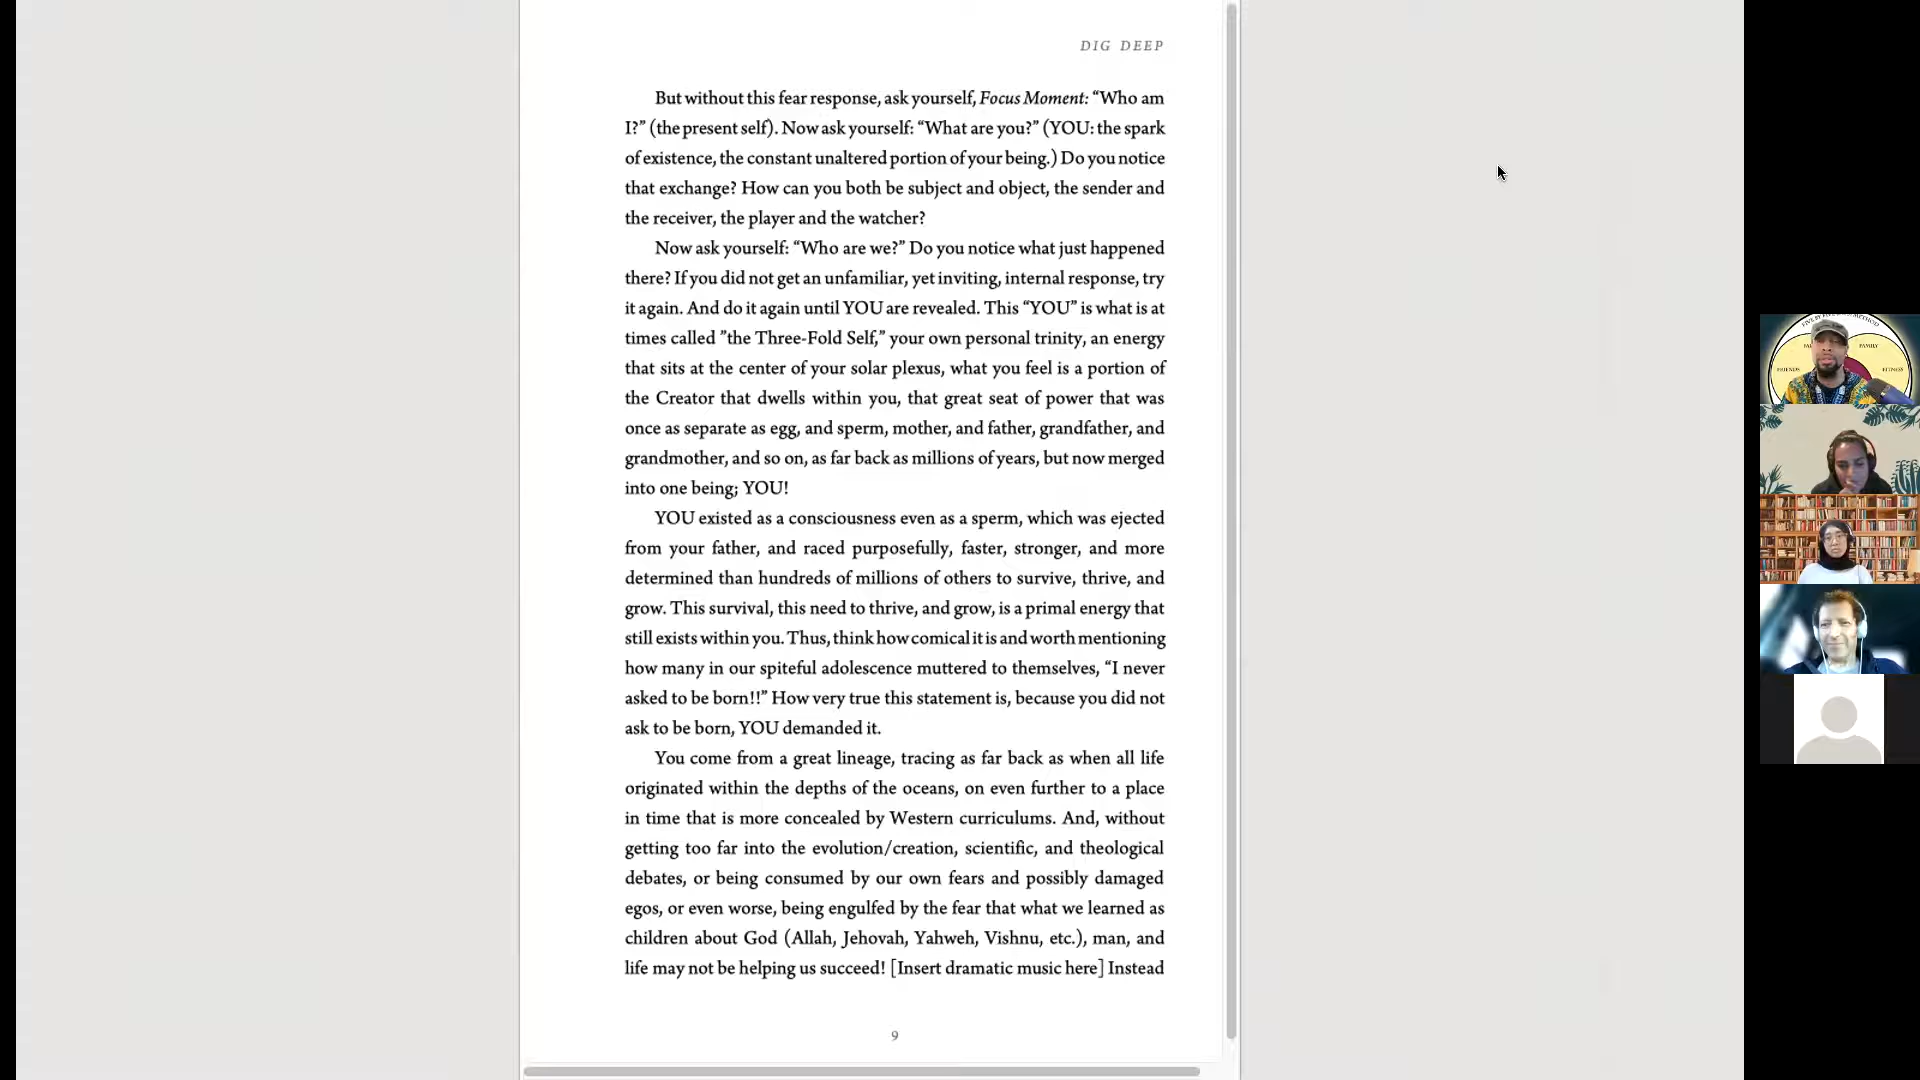 DIG DEEP
But without this fear response, ask yourself, Focus Moment: “Who am
I?” (the present self). Now ask yourself: “What are you?” (YOU: the spark
of existence, the constant unaltered portion of your being.) Do you notice
that exchange? How can you both be subject and object, the sender and
the receiver, the player and the watcher?
Now ask yourself: “Who are we?” Do you notice what just happened
there? If you did not get an unfamiliar, yet inviting, internal response, try
it again. And do it again until YOU are revealed. This “YOU” is what is at
times called ”the Three-Fold Self,” your own personal trinity, an energy
that sits at the center of your solar plexus, what you feel is a portion of
the Creator that dwells within you, that great seat of power that was
once as separate as egg, and sperm, mother, and father, grandfather, and
grandmother, and so on, as far back as millions of years, but now merged
into one being; YOU!
YOU existed as a consciousness even as a sperm, which was ejected
from your father, and raced purposefully, faster, stronger, and more
determined than hundreds of millions of others to survive, thrive, and
grow. This survival, this need to thrive, and grow, is a primal energy that
still exists within you. Thus, think how comical it is and worth mentioning
how many in our spiteful adolescence muttered to themselves, “I never
asked to be born!!” How very true this statement is, because you did not
ask to be born, YOU demanded it.
You come from a great lineage, tracing as far back as when all life
originated within the depths of the oceans, on even further to a place
in time that is more concealed by Western curriculums. And, without
getting too far into the evolution/creation, scientific, and theological
debates, or being consumed by our own fears and possibly damaged
egos, or even worse, being engulfed by the fear that what we learned as
children about God (Allah, Jehovah, Yahweh, Vishnu, etc.), man, and
life may not be helping us succeed! [Insert dramatic music here] Instead
9
FAMILY
FRIENDS
FITNESS